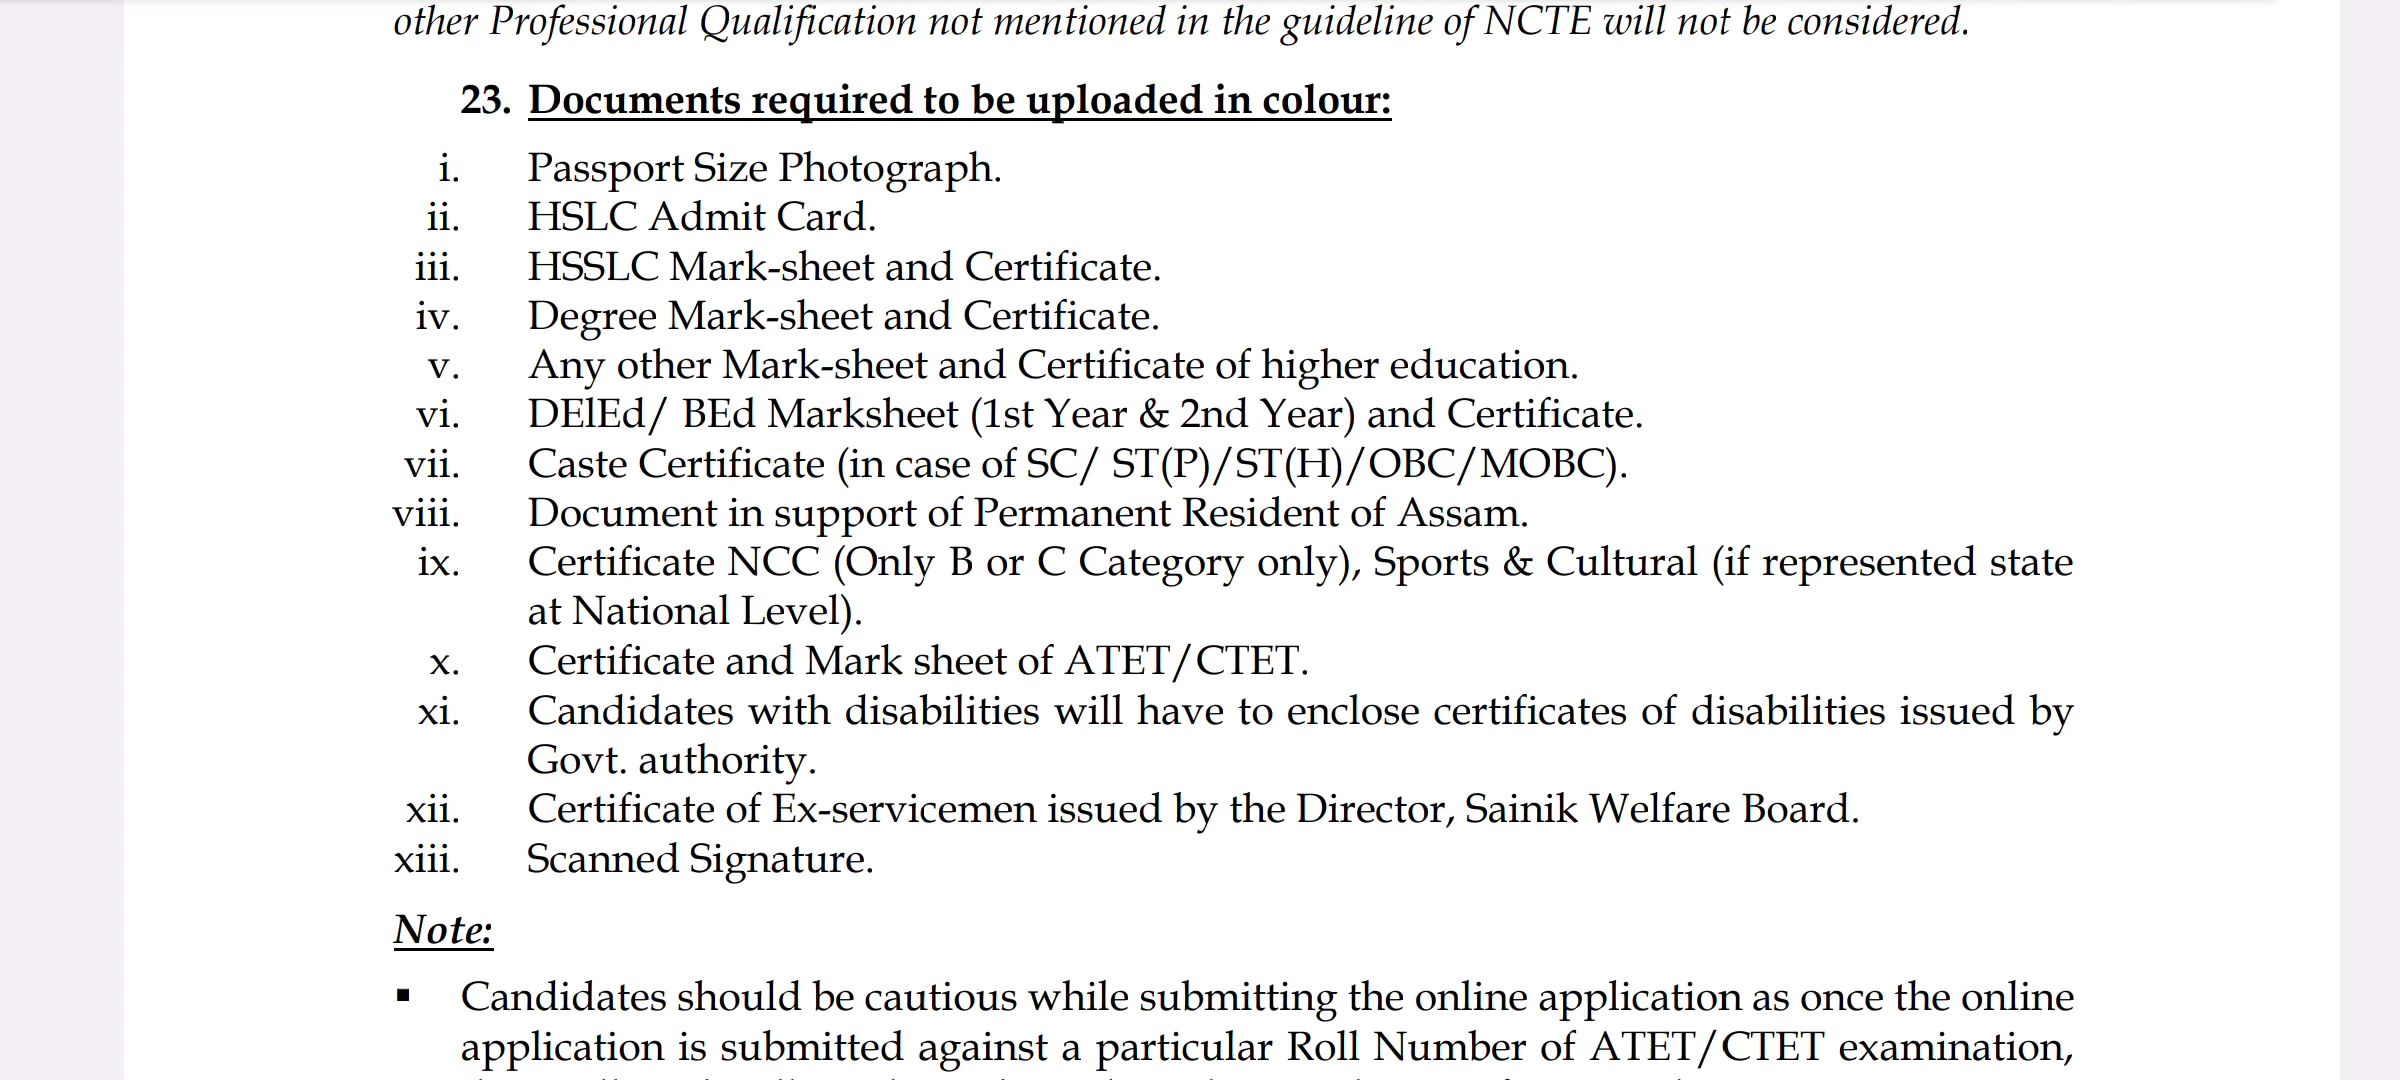 other Professional Qualification not mentioned in the guideline of NCTE will not be considered.
23. Documents required to be uploaded in colour:
i. Passport Size Photograph.
ii. HSLC Admit Card.
iii. HSSLC Mark-sheet and Certificate.
iv. Degree Mark-sheet and Certificate.
v. Any other Mark-sheet and Certificate of higher education.
vi. DElEd/ BEd Marksheet (1st Year & 2nd Year) and Certificate.
vii. Caste Certificate (in case of SC/ ST(P)/ST(H)/OBC/MOBC).
viii. Document in support of Permanent Resident of Assam.
ix. Certificate NCC (Only B or C Category only), Sports & Cultural (if represented state
at National Level).
x. Certificate and Mark sheet of ATET/CTET.
xi. Candidates with disabilities will have to enclose certificates of disabilities issued by
Govt. authority.
xii. Certificate of Ex-servicemen issued by the Director, Sainik Welfare Board.
xiii. Scanned Signature.
Note:
▪ Candidates should be cautious while submitting the online application as once the online
application is submitted against a particular Roll Number of ATET/CTET examination,